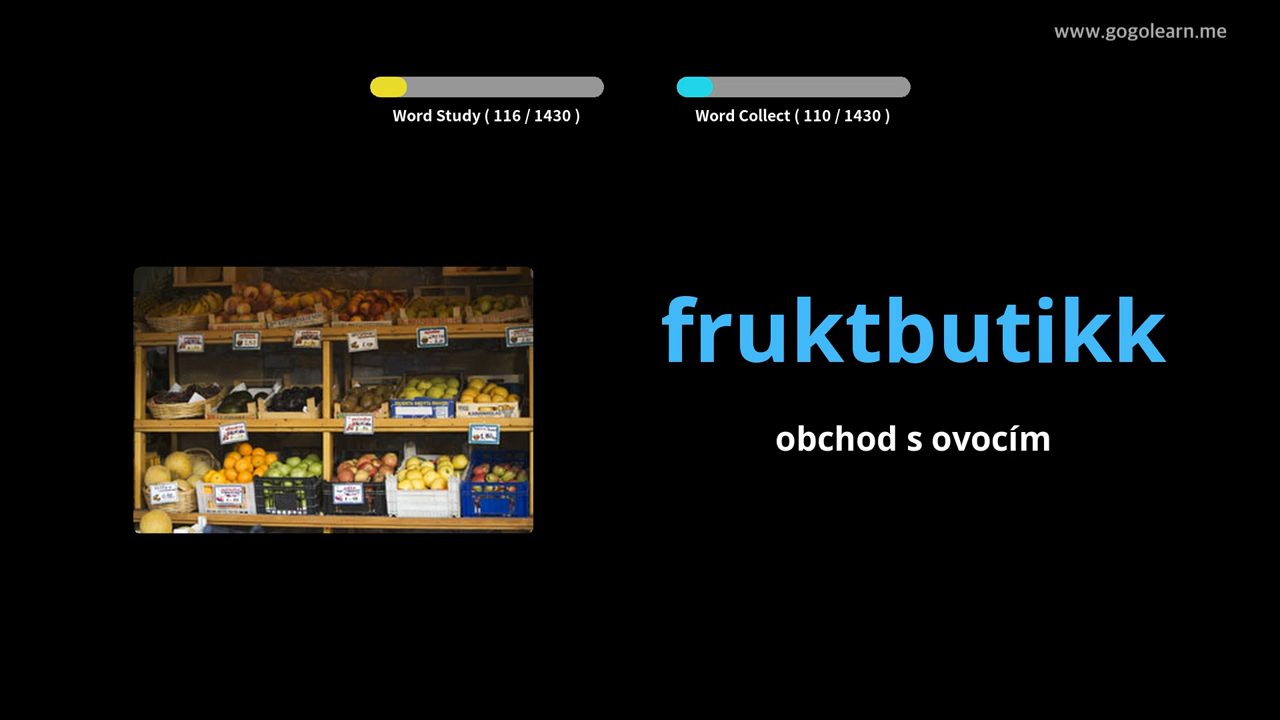 www.gogolearn.me
Word Study ( 116 / 1430 )
Word Collect ( 110 / 1430 )
fruktbutikk
obchod s ovocím